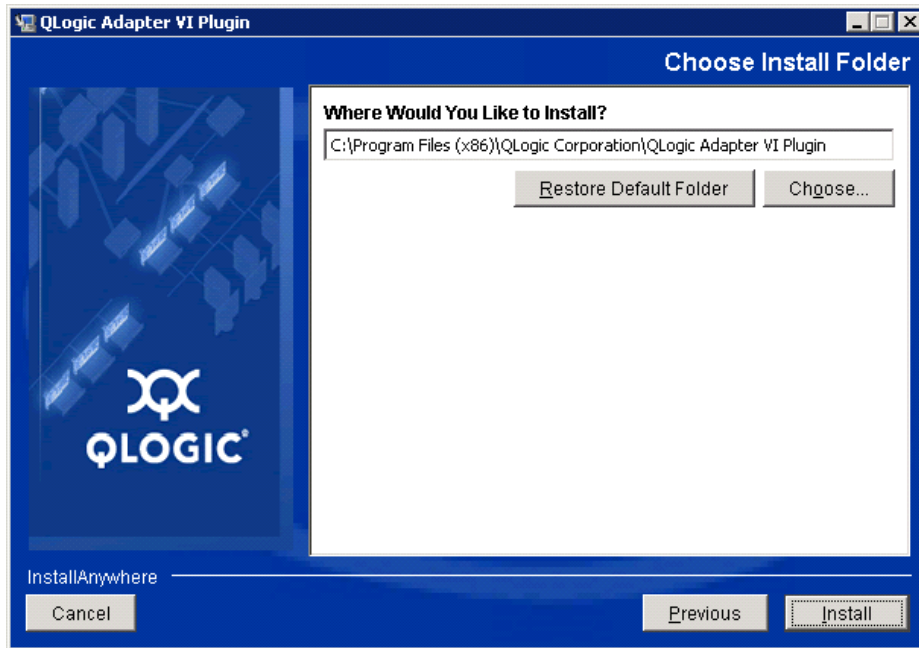 QLogic Adapter VI Plugin
Choose Install Folder
Where Would You Like to Install?
C:\Program Files (x86)\QLogic Corporation\QLogic Adapter VI Plugin
Restore Default Folder
Choose...
QLOGIC
InstallAnywhere
Cancel
Previous
Install